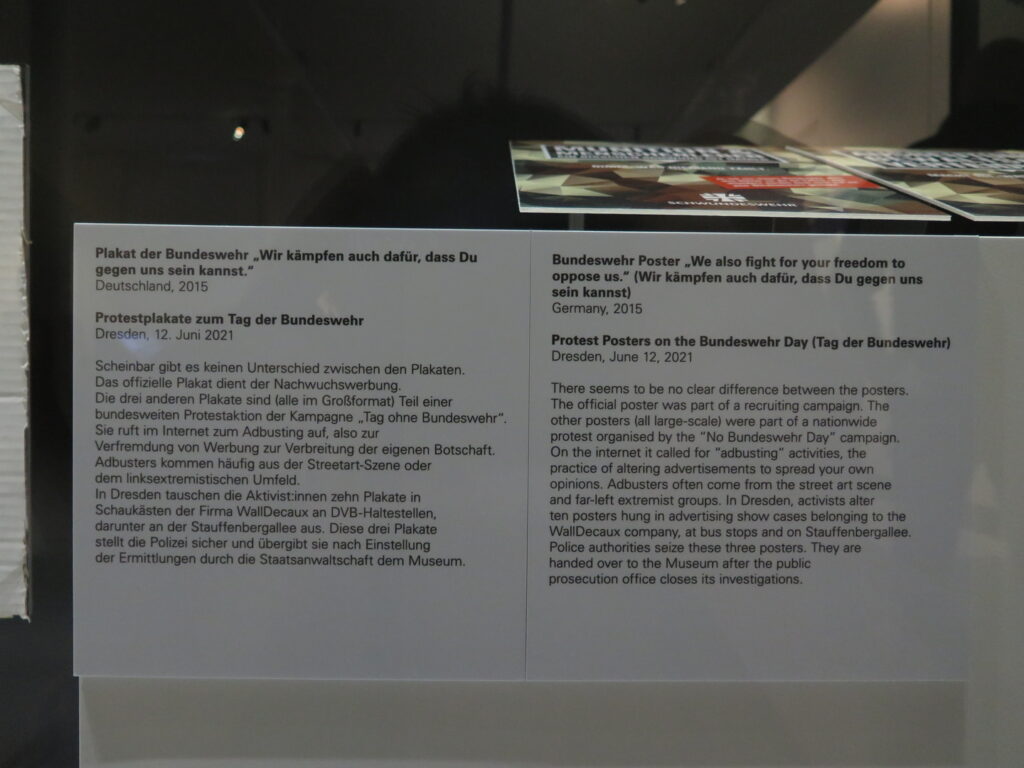 SCHWUNDESWEHR
Plakat der Bundeswehr „Wir kämpfen auch dafür, dass Du
gegen uns sein kannst.“
Deutschland, 2015
Protestplakate zum Tag der Bundeswehr
Dresden, 12. Juni 2021
Scheinbar gibt es keinen Unterschied zwischen den Plakaten.
Das offizielle Plakat dient der Nachwuchswerbung.
Die drei anderen Plakate sind (alle im Großformat) Teil einer
bundesweiten Protestaktion der Kampagne „Tag ohne Bundeswehr“.
Sie ruft im Internet zum Adbusting auf, also zur
Verfremdung von Werbung zur Verbreitung der eigenen Botschaft.
Adbusters kommen häufig aus der Streetart-Szene oder
dem linksextremistischen Umfeld.
In Dresden tauschen die Aktivist:innen zehn Plakate in
Schaukästen der Firma WallDecaux an DVB-Haltestellen,
darunter an der Stauffenbergallee aus. Diese drei Plakate
stellt die Polizei sicher und übergibt sie nach Einstellung
der Ermittlungen durch die Staatsanwaltschaft dem Museum.
Bundeswehr Poster „We also fight for your freedom to
oppose us.“ (Wir kämpfen auch dafür, dass Du gegen uns
sein kannst)
Germany, 2015
Protest Posters on the Bundeswehr Day (Tag der Bundeswehr)
Dresden, June 12, 2021
There seems to be no clear difference between the posters.
The official poster was part of a recruiting campaign. The
other posters (all large-scale) were part of a nationwide
protest organised by the “No Bundeswehr Day” campaign.
On the internet it called for “adbusting” activities, the
practice of altering advertisements to spread your own
opinions. Adbusters often come from the street art scene
and far-left extremist groups. In Dresden, activists alter
ten posters hung in advertising show cases belonging to the
WallDecaux company, at bus stops and on Stauffenbergallee.
Police authorities seize these three posters. They are
handed over to the Museum after the public
prosecution office closes its investigations.